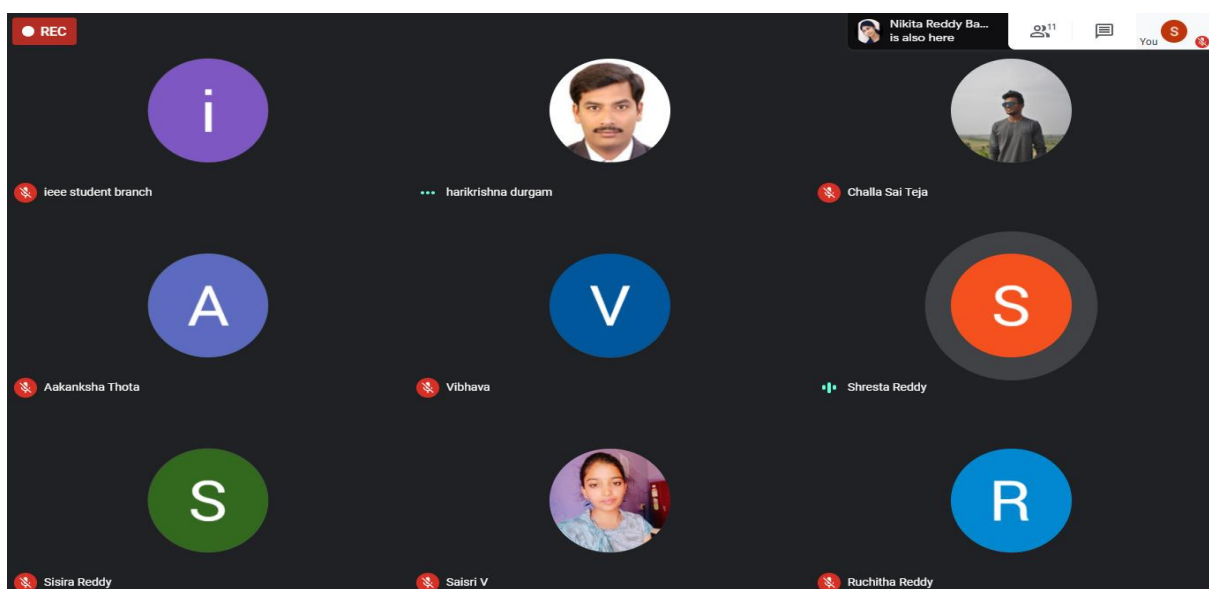 REC
Nikita Reddy Ba...
is also here
11
You
S
i
ieee student branch
harikrishna durgam
Challa Sai Teja
A
V
S
Aakanksha Thota
Vibhava
Shresta Reddy
S
R
Sisira Reddy
Saisri V
Ruchitha Reddy